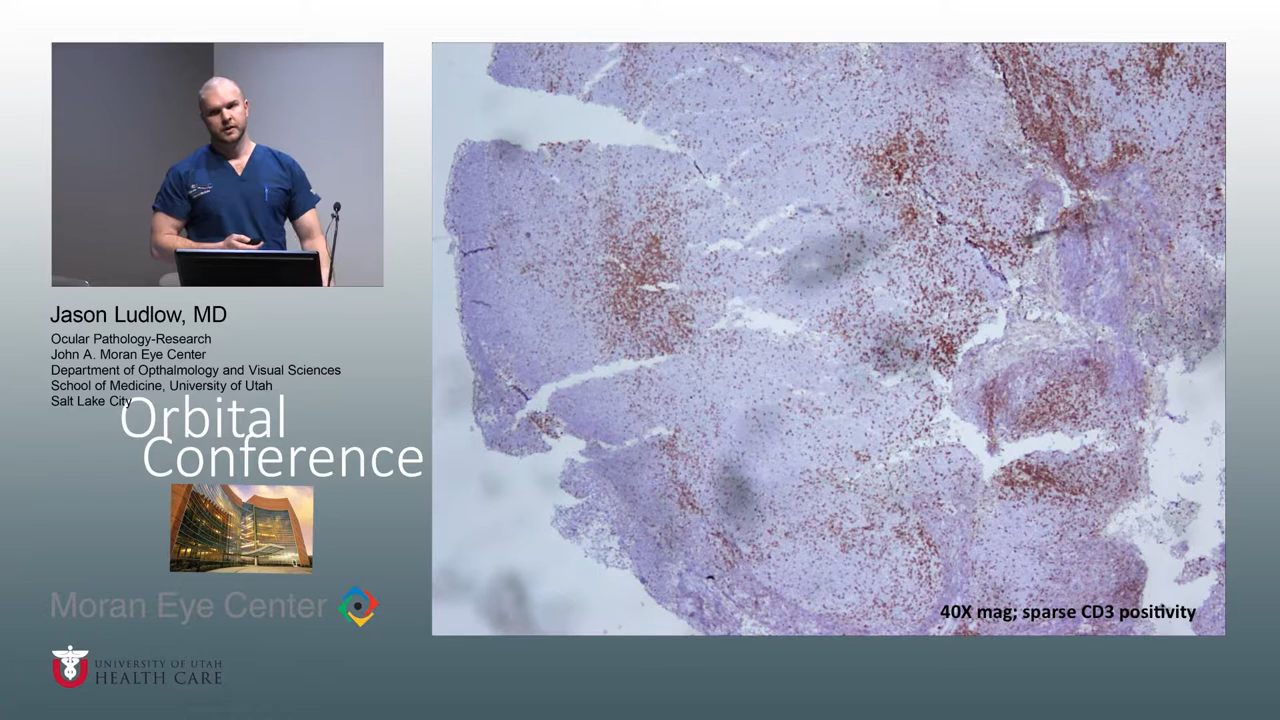 Jason Ludlow, MD
Ocular Pathology-Research
John A. Moran Eye Center
Department of Opthalmology and Visual Sciences
School of Medicine, University of Utah
Salt Lake City
Orbital
Conference
Moran Eye Center
UNIVERSITY OF UTAH
HEALTH CARE
40X mag; sparse CD3 positivity